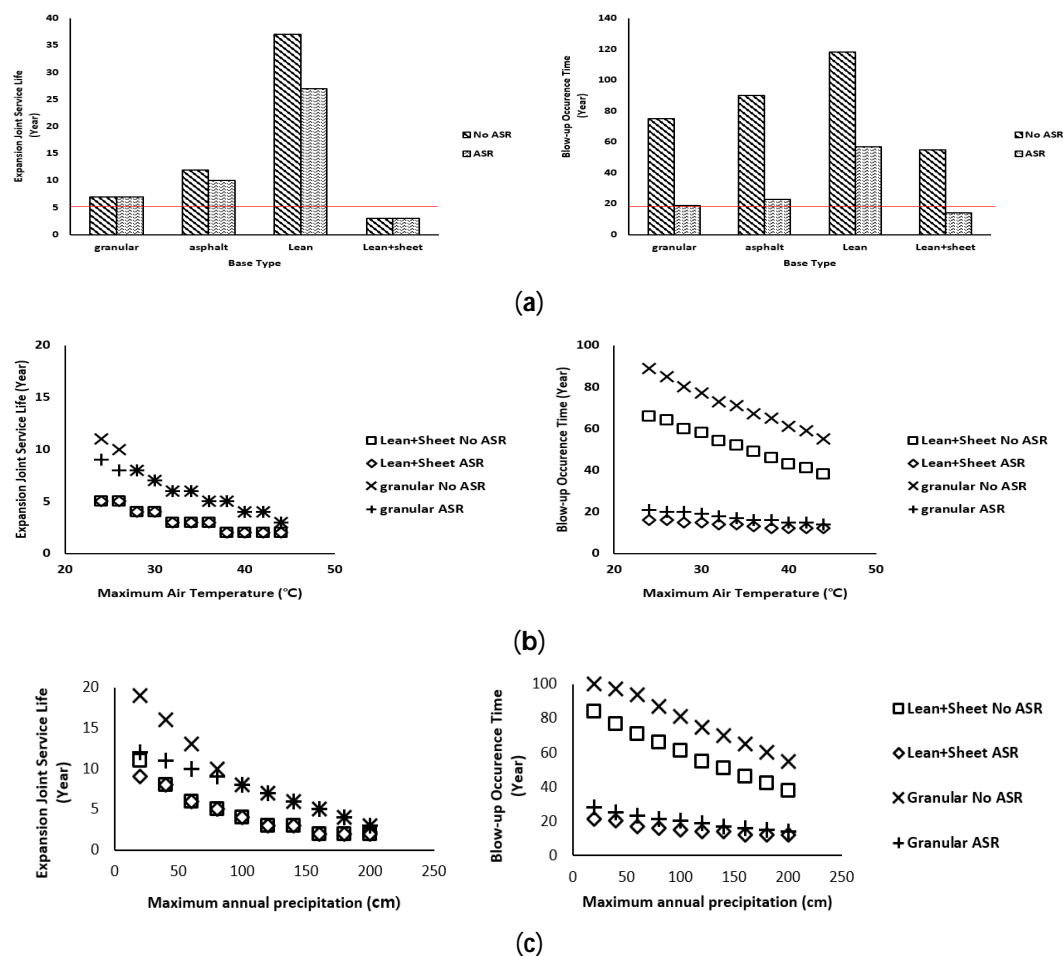 Expansion Joint Service Life
(Year)
40
35
30
25
20
15
10
5
0
granular
asphalt
Lean
Lean+sheet
Base Type
No ASR
ASR
Blow-up Occurence Time
(Year)
140
120
100
80
60
40
20
0
granular
asphalt
Lean
Lean+sheet
Base Type
No ASR
ASR
(a)
Expansion Joint Service Life (Year)
20
15
10
5
0
20
30
40
50
Maximum Air Temperature (°C)
Lean+Sheet No ASR
Lean+Sheet ASR
granular No ASR
granular ASR
Blow-up Occurence Time (Year)
100
80
60
40
20
0
20
30
40
50
Maximum Air Temperature (°C)
Lean+Sheet No ASR
Lean+Sheet ASR
granular No ASR
granular ASR
(b)
Expansion Joint Service Life
(Year)
20
15
10
5
0
0
50
100
150
200
250
Maximum annual precipitation (cm)
Blow-up Occurence Time
(Year)
100
80
60
40
20
0
0
50
100
150
200
250
Maximum annual precipitation (cm)
Lean+Sheet No ASR
Lean+Sheet ASR
Granular No ASR
Granular ASR
(c)